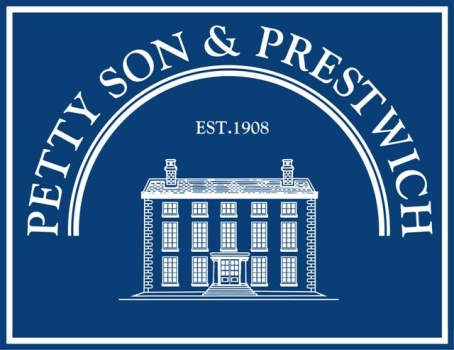 PETTY SON & PRESTWICH
EST.1908